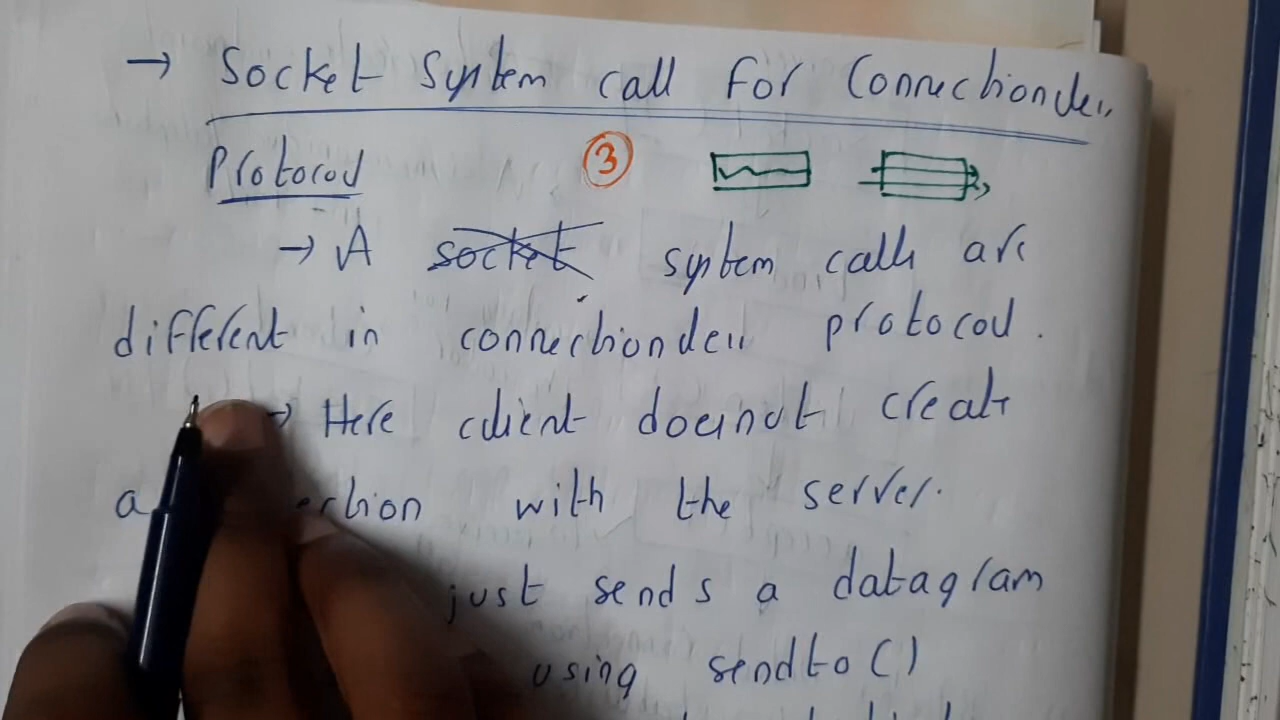 → Socket System call for Connectionless
Protocol
③
→ A socket system calls are
different in connectionless protocol.
→ Here client doesnot create
a with the server.
just sends a datagram
using sendto()